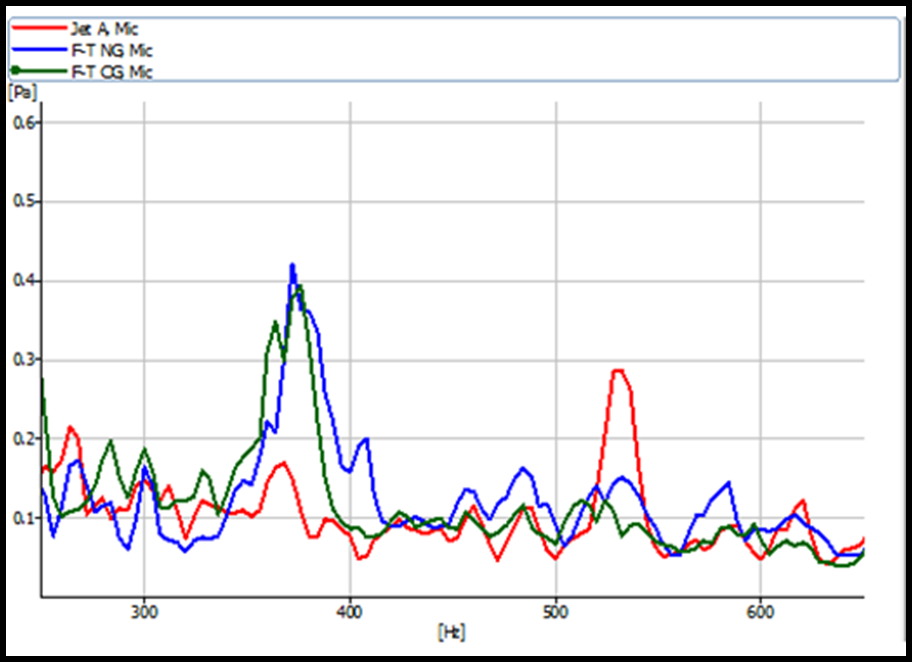 Jet A, Mic
F-T NG, Mic
F-T CG, Mic
[Pa]
0.6
0.5
0.4
0.3
0.2
0.1
300 400 500 600
[Hz]